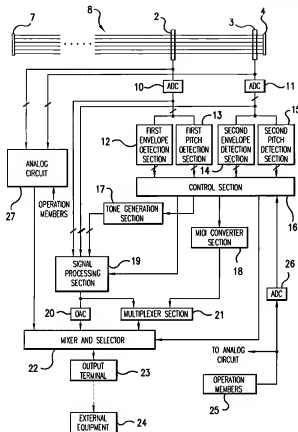 7
8
2
3
4
10
ADC
ADC
11
12
13
15
FIRST
ENVELOPE
DETECTION
SECTION
FIRST
PITCH
DETECTION
SECTION
SECOND
ENVELOPE
DETECTION
SECTION
SECOND
PITCH
DETECTION
SECTION
14
ANALOG
CIRCUIT
27
OPERATION
MEMBERS
17
CONTROL SECTION
16
TONE GENERATION
SECTION
MIDI CONVERTER
SECTION
18
SIGNAL
PROCESSING
SECTION
19
26
ADC
20
OAC
MULTIPLEXER SECTION
21
MIXER AND SELECTOR
22
TO ANALOG
CIRCUIT
OUTPUT
TERMINAL
23
OPERATION
MEMBERS
25
EXTERNAL
EQUIPMENT
24